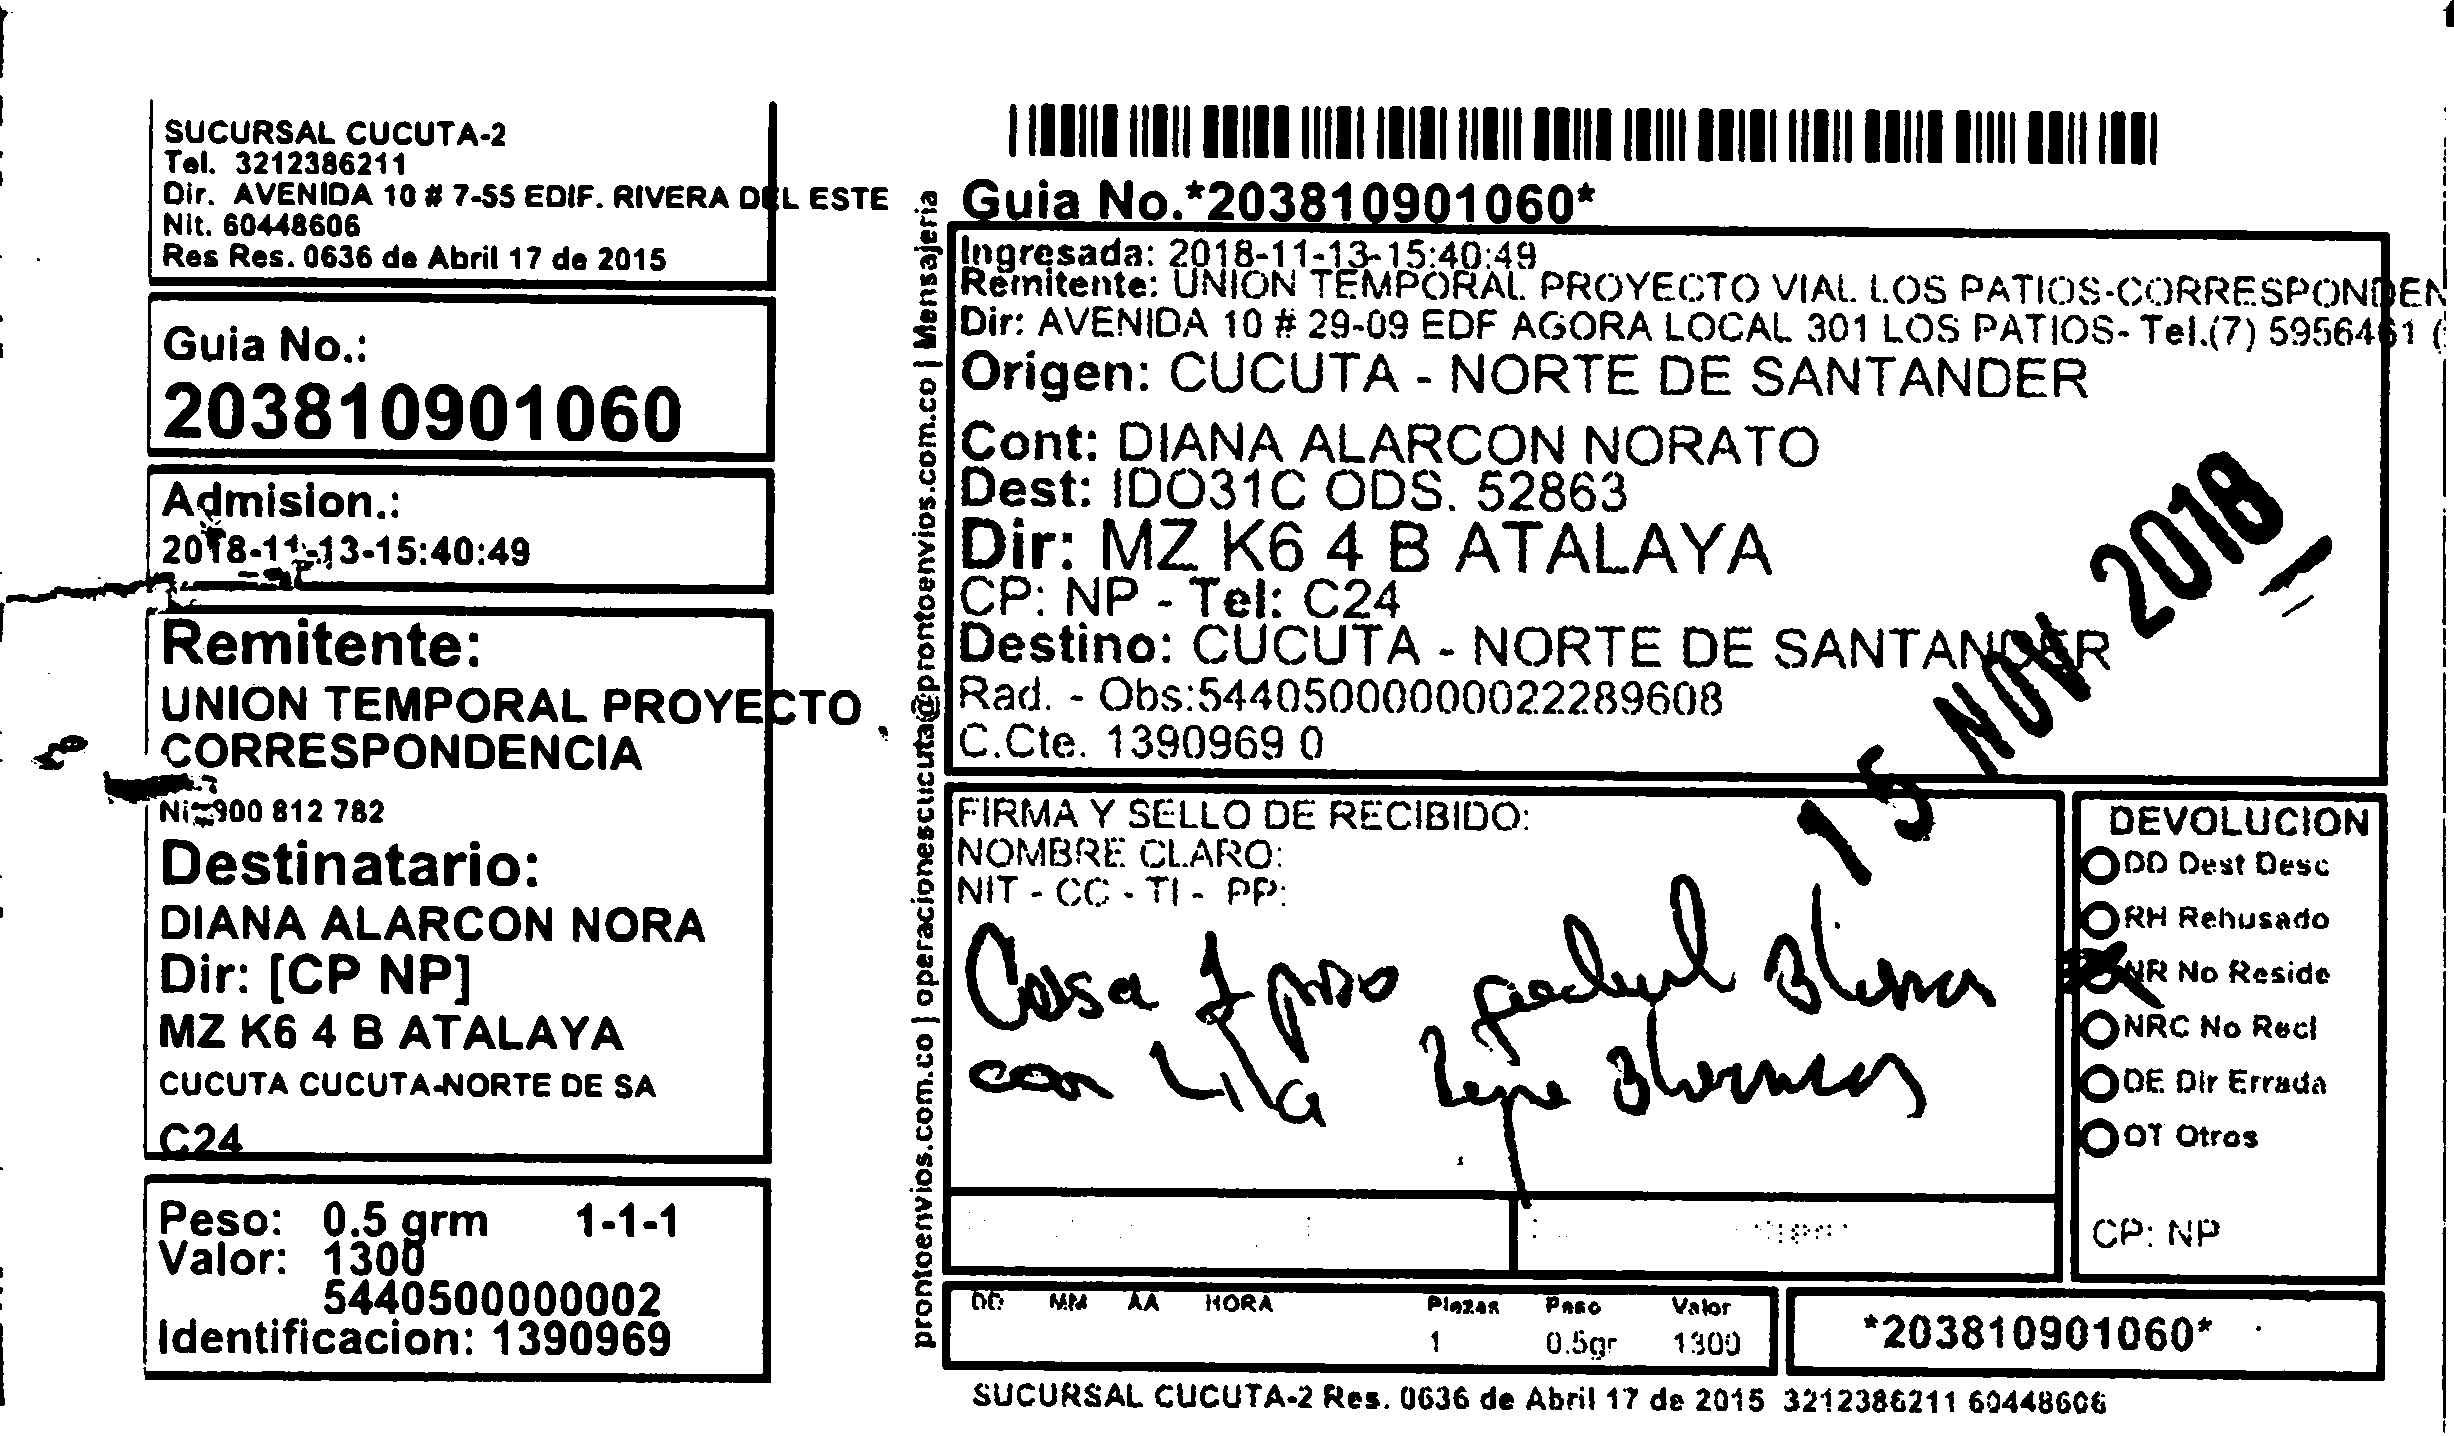 SUCURSAL CUCUTA-2
Tel. 3212386211
Dir. AVENIDA 10 # 7-55 EDIF. RIVERA DEL ESTE
Nit. 60448606
Res Res. 0636 de Abril 17 de 2015
Guia No.:
203810901060
Admision.:
2018-11-13-15:40:49
Remitente:
UNION TEMPORAL PROYECTO
CORRESPONDENCIA
Nit 900 812 782
Destinatario:
DIANA ALARCON NORA
Dir: [CP NP]
MZ K6 4 B ATALAYA
CUCUTA CUCUTA-NORTE DE SA
C24
Peso: 0.5 grm 1-1-1
Valor: 1300
5440500000002
Identificacion: 1390969
prontoenvios.com.co | operacionescucuta@prontoenvios.com.co | Mensajeria
Guia No.*203810901060*
Ingresada: 2018-11-13-15:40:49
Remitente: UNION TEMPORAL PROYECTO VIAL LOS PATIOS-CORRESPONDEN
Dir: AVENIDA 10 # 29-09 EDF AGORA LOCAL 301 LOS PATIOS- Tel.(7) 5956461 (
Origen: CUCUTA - NORTE DE SANTANDER
Cont: DIANA ALARCON NORATO
Dest: IDO31C ODS. 52863
Dir: MZ K6 4 B ATALAYA
CP: NP - Tel: C24
Destino: CUCUTA - NORTE DE SANTANDER
Rad. - Obs:544050000000022289608
C.Cte. 1390969 0
15 NOV 2018
FIRMA Y SELLO DE RECIBIDO:
NOMBRE CLARO:
NIT - CC - TI - PP:
Casa 1 piso
con
DEVOLUCION
DD Dest Desc
RH Rehusado
NR No Reside
NRC No Recl
DE Dir Errada
OT Otros
CP: NP
DD MM AA HORA Piezas Peso Valor
1 0.5gr 1300
*203810901060*
SUCURSAL CUCUTA-2 Res. 0636 de Abril 17 de 2015 3212386211 60448606